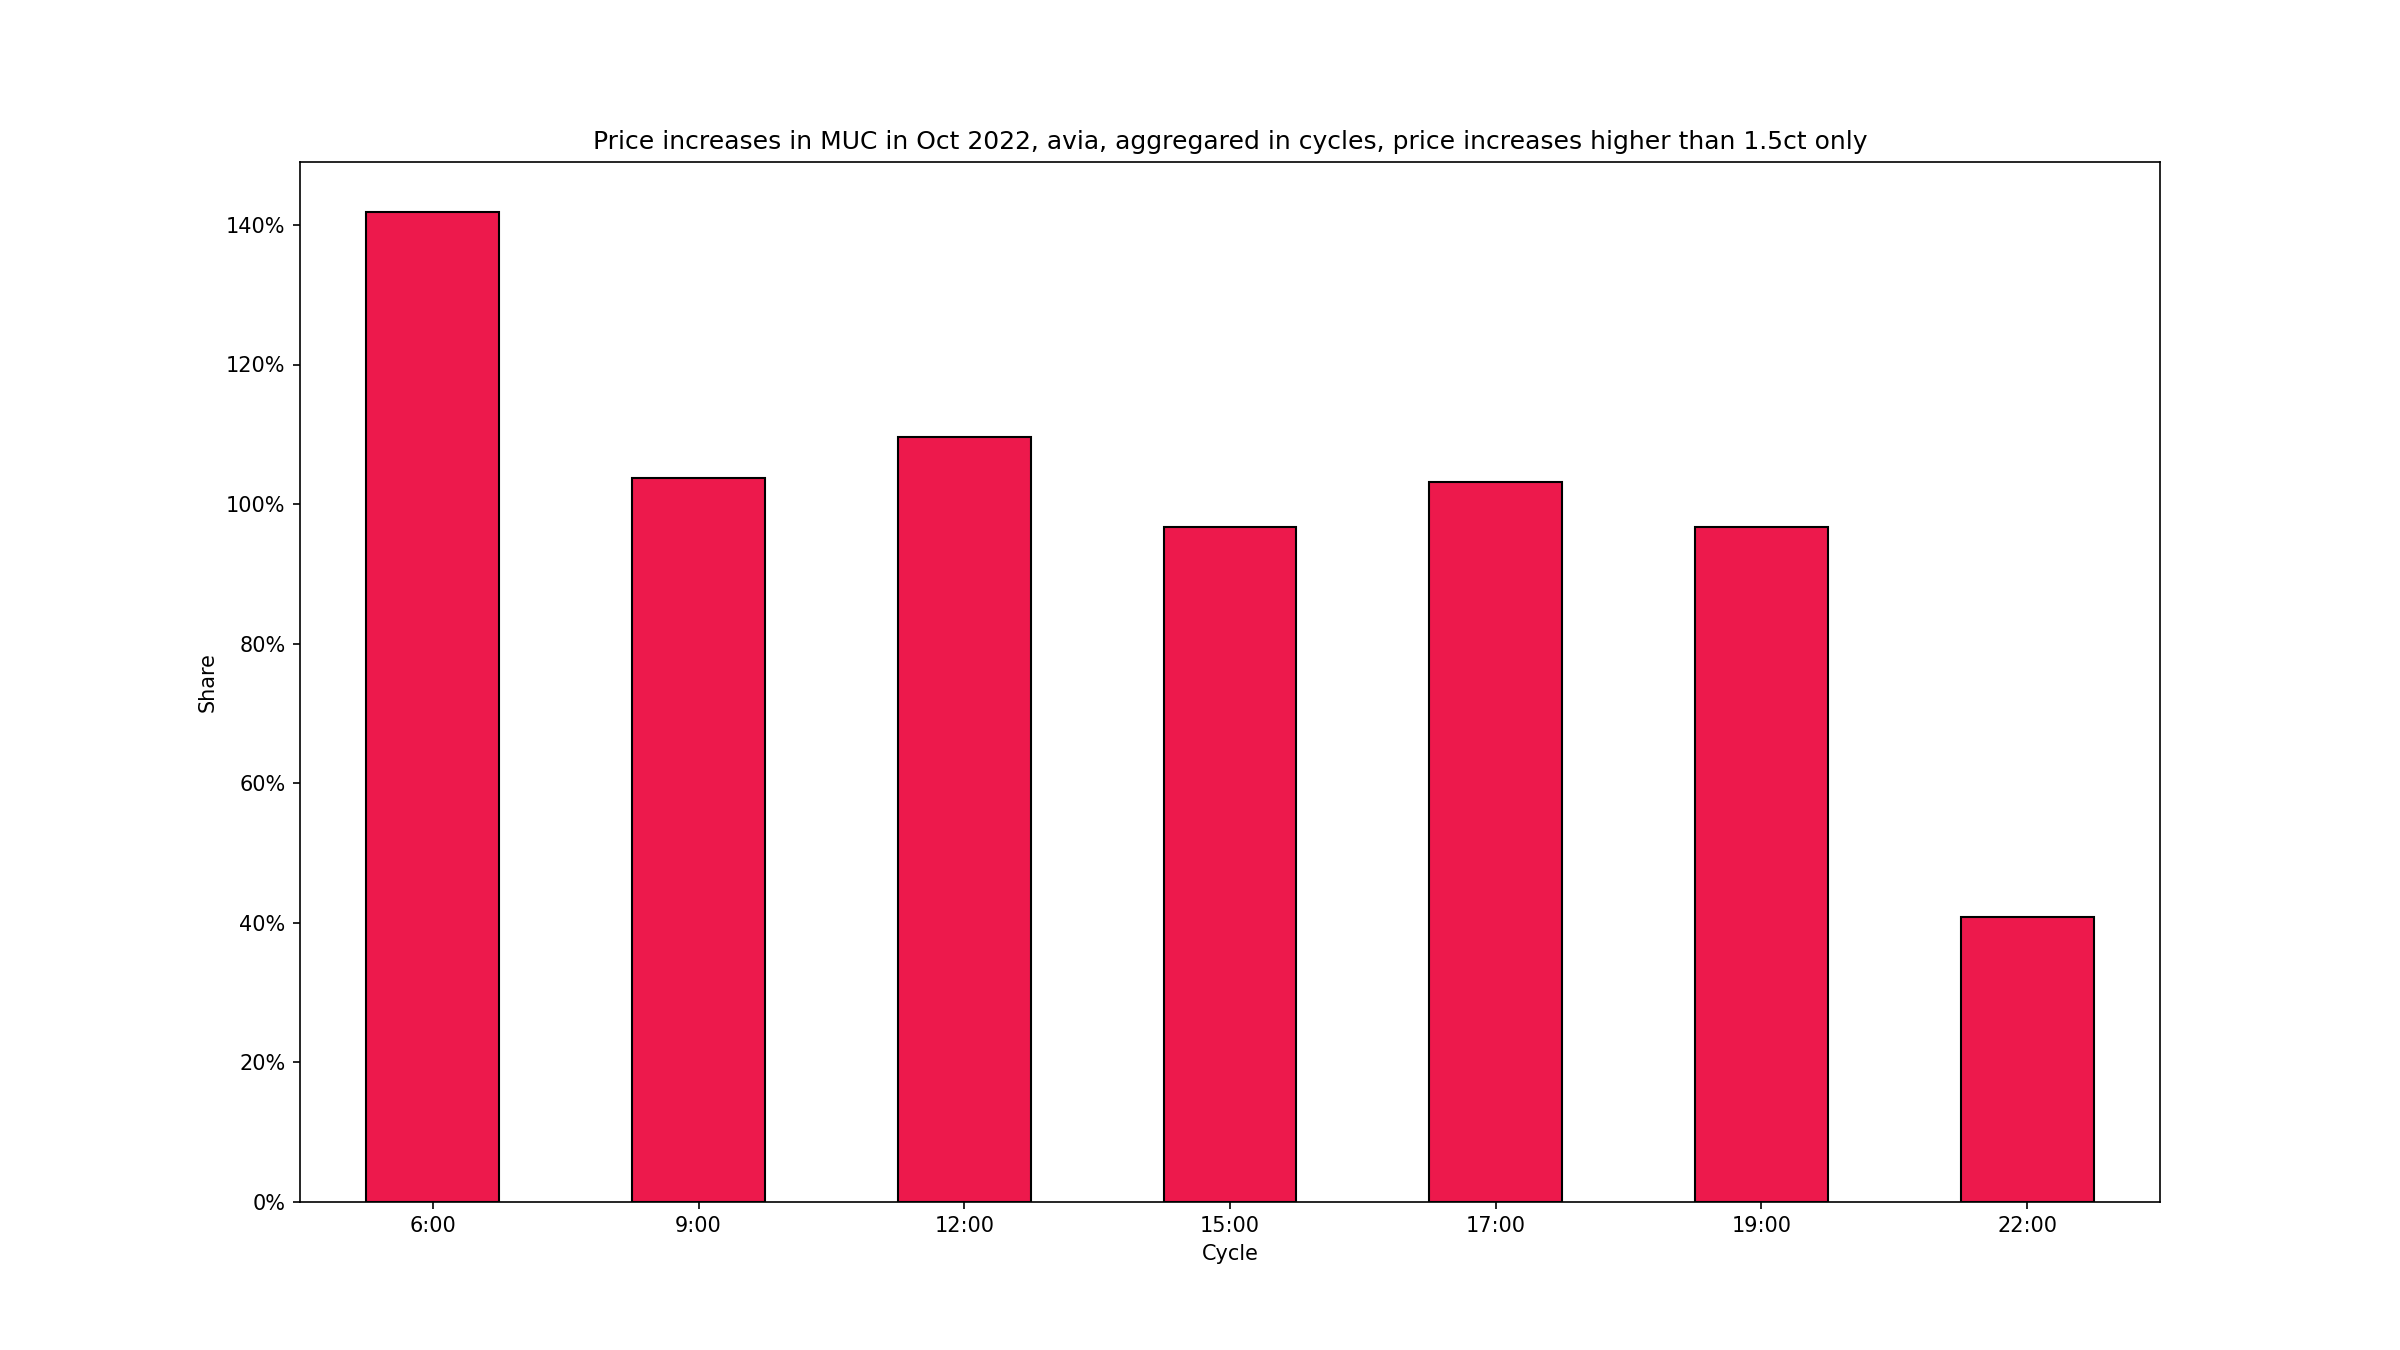 Price increases in MUC in Oct 2022, avia, aggregared in cycles, price increases higher than 1.5ct only
140%
120%
100%
80%
60%
40%
20%
0%
Share
6:00 9:00 12:00 15:00 17:00 19:00 22:00
Cycle